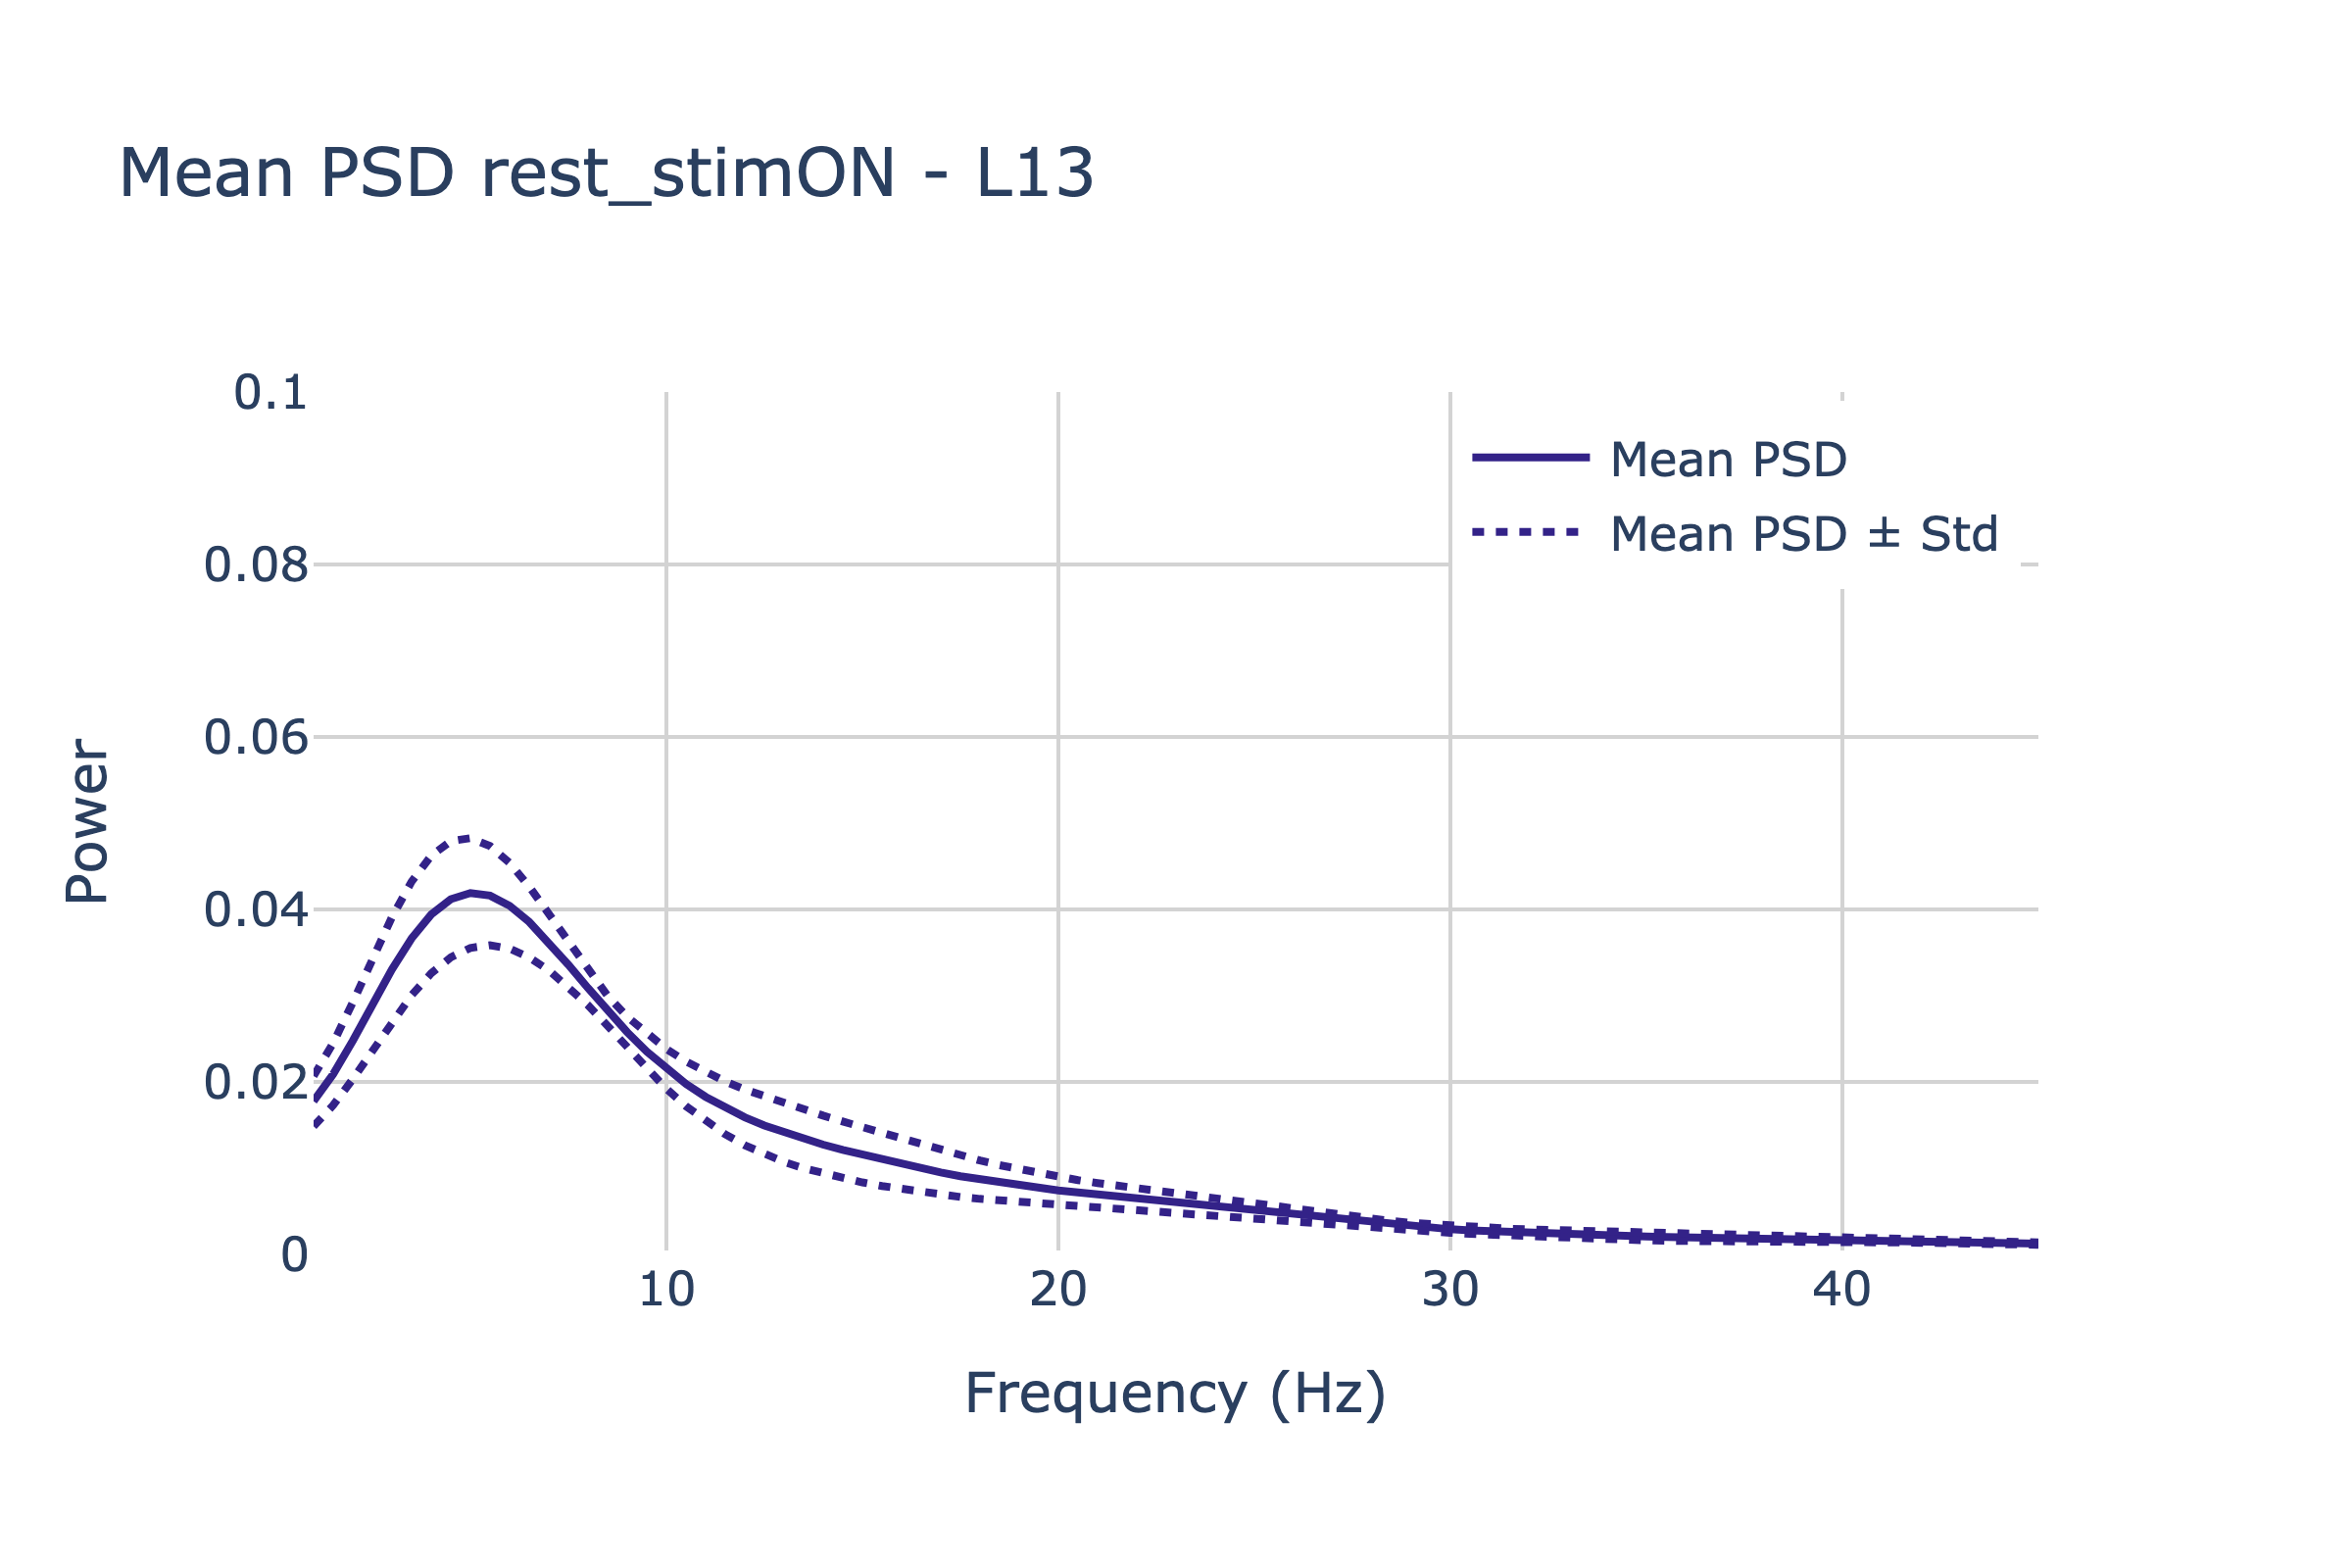 Mean PSD rest_stimON - L13
0.1
0.08
0.06
0.04
0.02
0
Power
Mean PSD
Mean PSD ± Std
10 20 30 40
Frequency (Hz)